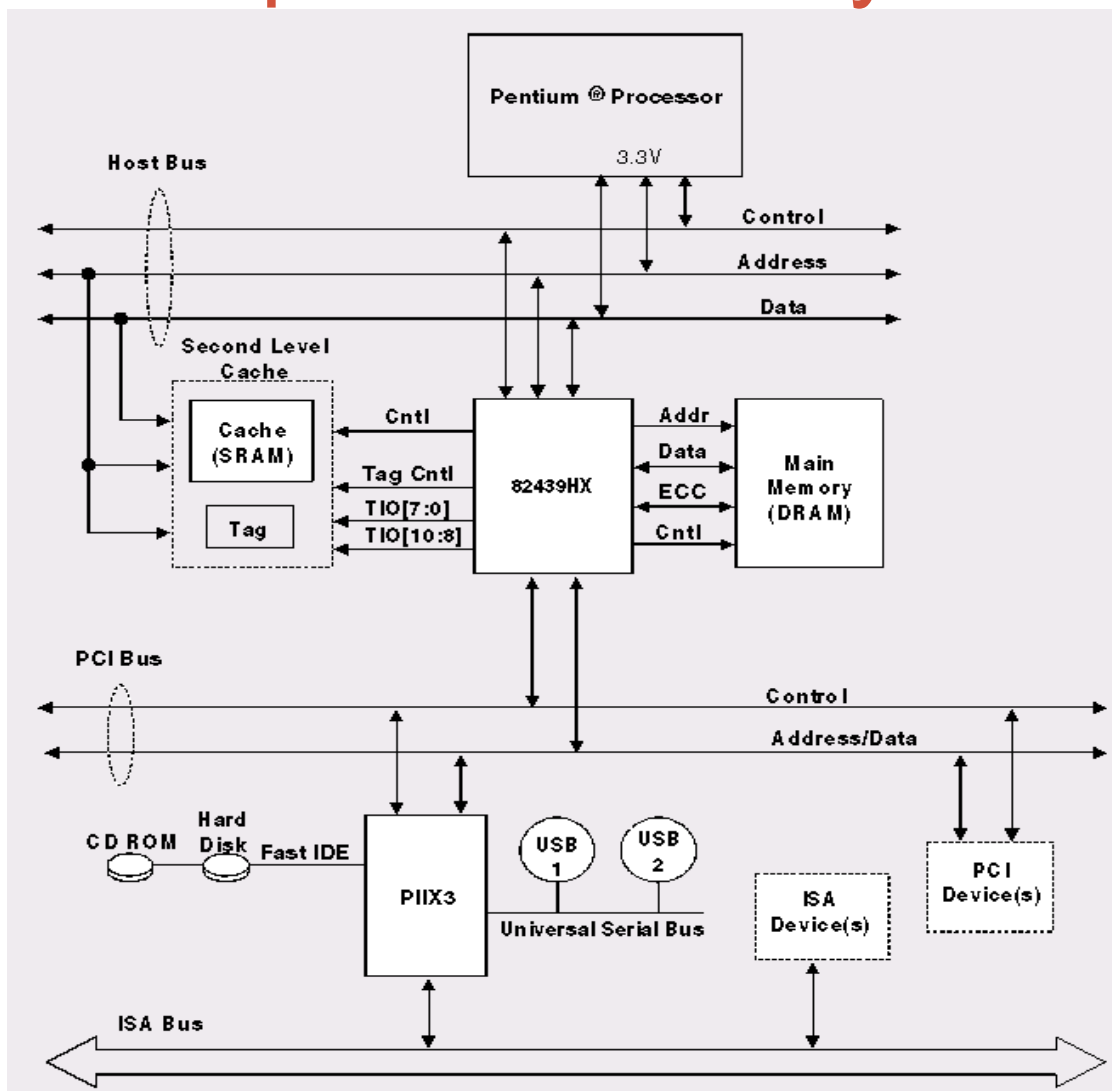 Pentium ® Processor
3.3V
Host Bus
Control
Address
Data
Second Level
Cache
Cache
(SRAM)
Tag
Cntl
Tag Cntl
TIO[7:0]
TIO[10:8]
82439HX
Addr
Data
ECC
Cntl
Main
Memory
(DRAM)
PCI Bus
Control
Address/Data
CD ROM
Hard
Disk
Fast IDE
PIIX3
USB
1
USB
2
Universal Serial Bus
ISA
Device(s)
PCI
Device(s)
ISA Bus